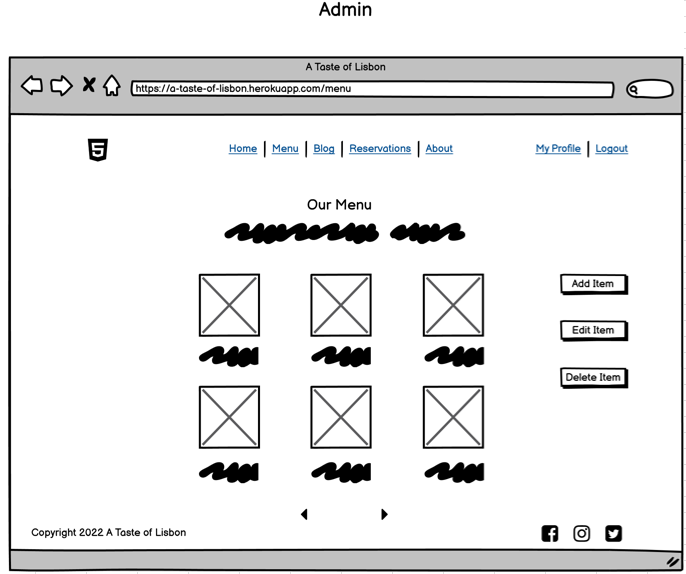 Admin
A Taste of Lisbon
https://a-taste-of-lisbon.herokuapp.com/menu
Home | Menu | Blog | Reservations | About My Profile | Logout
Our Menu
Add Item
Edit Item
Delete Item
Copyright 2022 A Taste of Lisbon